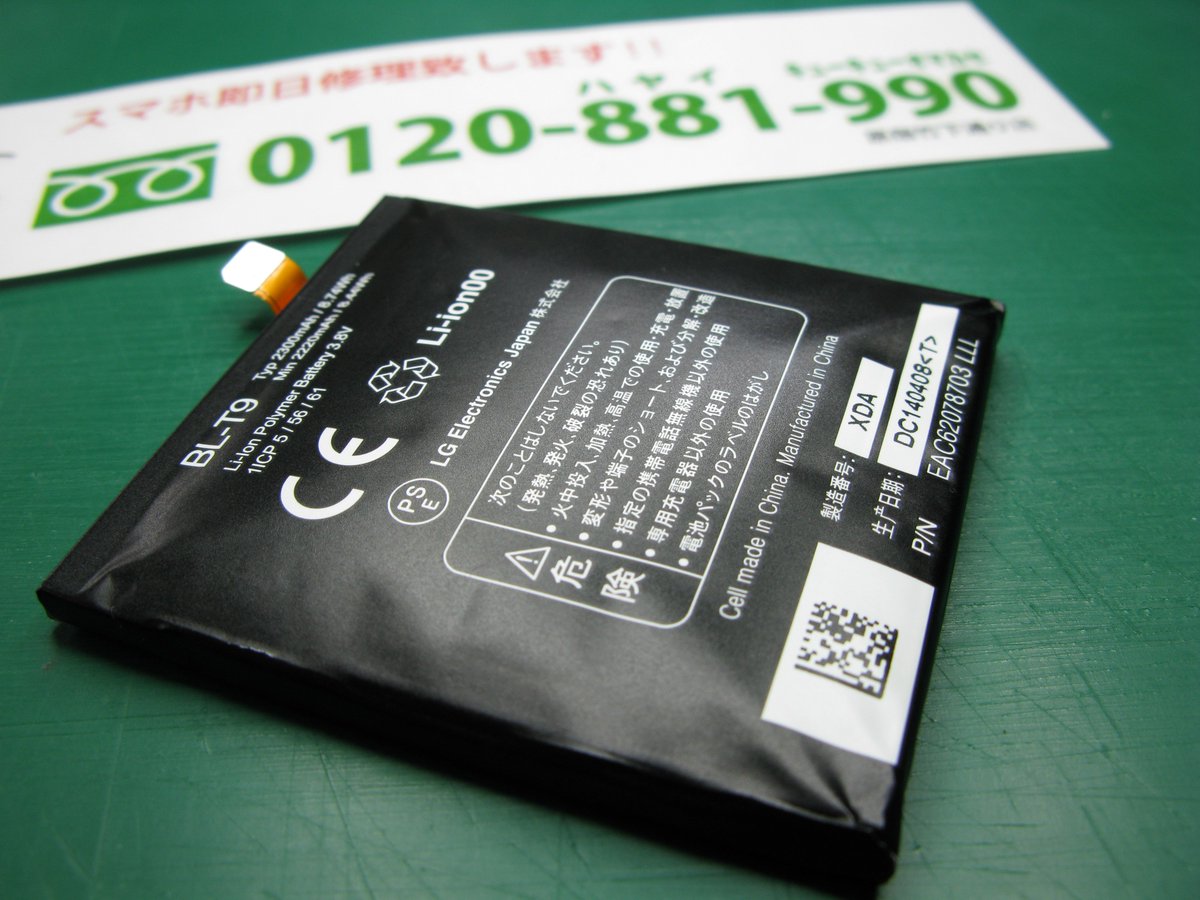 スマホ即日修理致します!!
ハヤイ
0120-881-990
BL-T9
Typ 2300mAh / 8.74Wh
Min 2220mAh / 8.44Wh
Li-Ion Polymer Battery 3.8V
1ICP 5 / 56 / 61
Li-ion00
CE
PSE
LG Electronics Japan 株式会社
危険
次のことはしないでください。
(発熱、発火、破裂の恐れあり)
• 火中投入、加熱、高温での使用・充電・放置
• 変形や端子のショート、および分解・改造
• 指定の携帯電話無線機以外の使用
• 専用充電器以外の使用
• 電池パックのラベルのはがし
Cell made in China. Manufactured in China
製造番号: XDA
生产日期: DC140408<T>
P/N EAC62078703 LLL